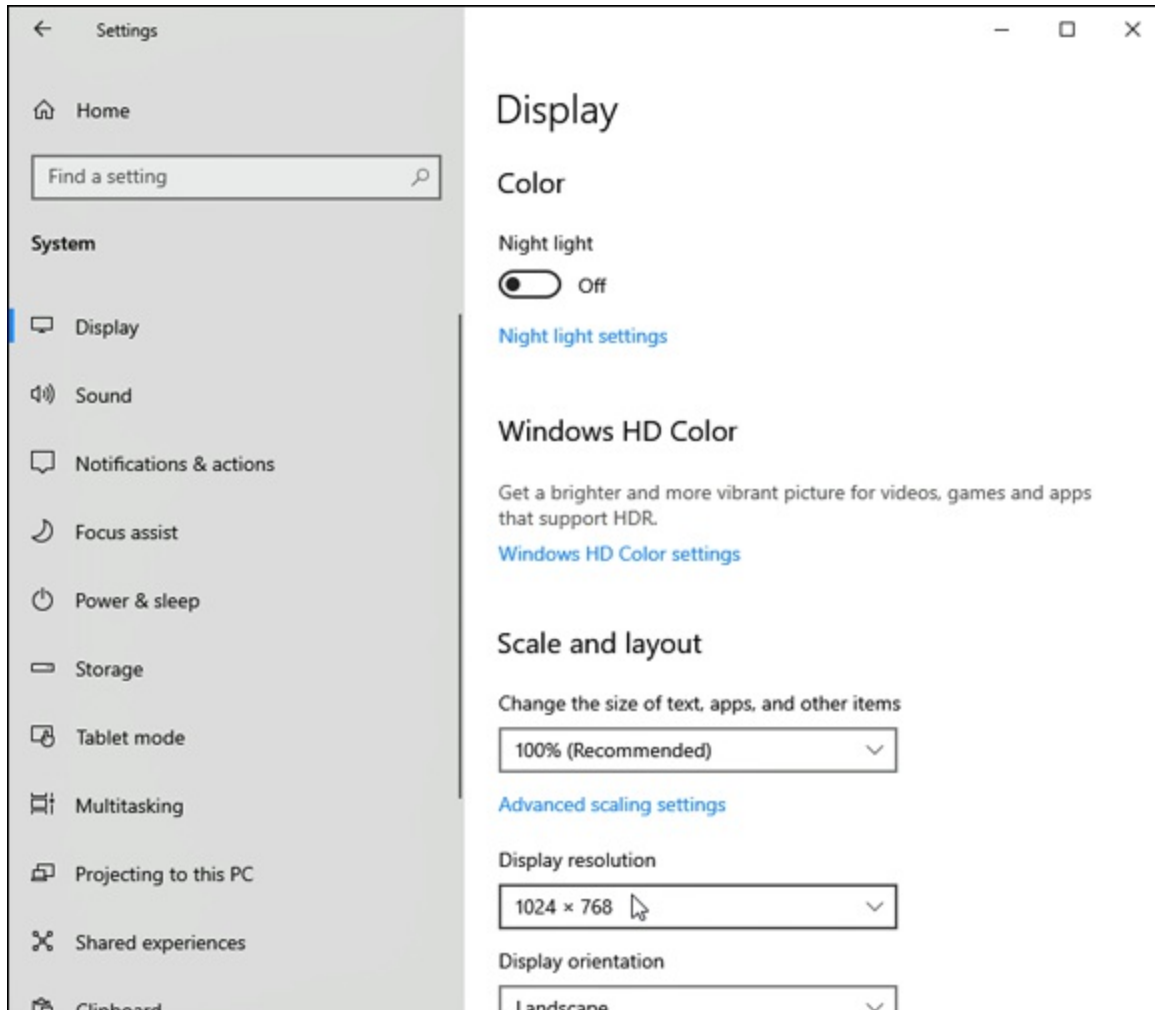 Settings
Home
Find a setting
System
Display
Sound
Notifications & actions
Focus assist
Power & sleep
Storage
Tablet mode
Multitasking
Projecting to this PC
Shared experiences
Clipboard
Display
Color
Night light
Off
Night light settings
Windows HD Color
Get a brighter and more vibrant picture for videos, games and apps
that support HDR.
Windows HD Color settings
Scale and layout
Change the size of text, apps, and other items
100% (Recommended)
Advanced scaling settings
Display resolution
1024 × 768
Display orientation
Landscape